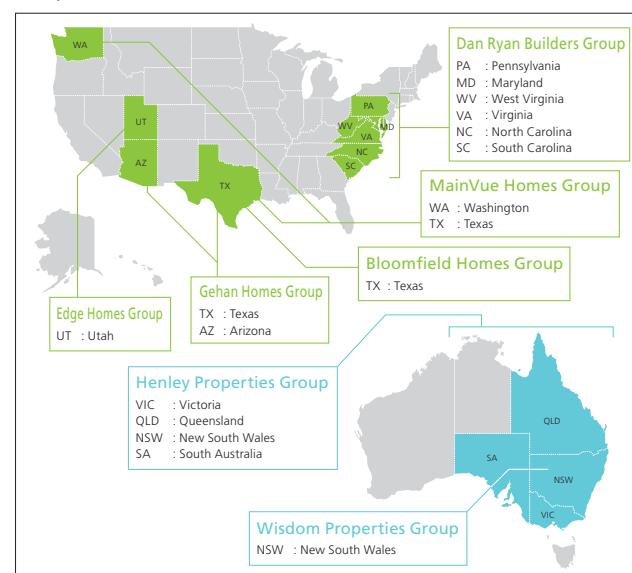 WA
UT
AZ
TX
PA
WV
MD
VA
NC
SC
Dan Ryan Builders Group
PA : Pennsylvania
MD : Maryland
WV : West Virginia
VA : Virginia
NC : North Carolina
SC : South Carolina
MainVue Homes Group
WA : Washington
TX : Texas
Bloomfield Homes Group
TX : Texas
Gehan Homes Group
TX : Texas
AZ : Arizona
Edge Homes Group
UT : Utah
Henley Properties Group
VIC : Victoria
QLD : Queensland
NSW : New South Wales
SA : South Australia
QLD
SA
NSW
VIC
Wisdom Properties Group
NSW : New South Wales